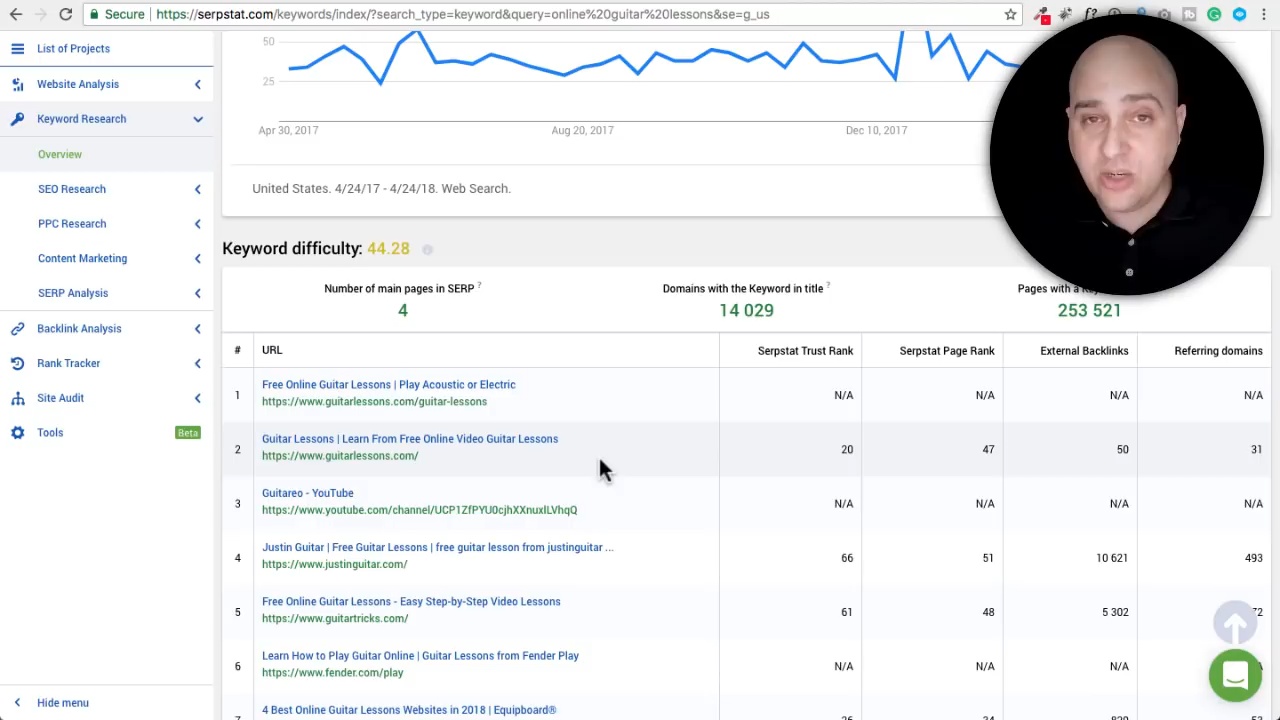 Secure https://serpstat.com/keywords/index/?search_type=keyword&query=online%20guitar%20lessons&se=g_us
List of Projects
Website Analysis
Keyword Research
Overview
SEO Research
PPC Research
Content Marketing
SERP Analysis
Backlink Analysis
Rank Tracker
Site Audit
Tools Beta
Hide menu
50
25
Apr 30, 2017 Aug 20, 2017 Dec 10, 2017
United States. 4/24/17 - 4/24/18. Web Search.
Keyword difficulty: 44.28
Number of main pages in SERP ? Domains with the Keyword in title ? Pages with a
4 14 029 253 521
# URL Serpstat Trust Rank Serpstat Page Rank External Backlinks Referring domains
Free Online Guitar Lessons | Play Acoustic or Electric
1 https://www.guitarlessons.com/guitar-lessons N/A N/A N/A N/A
Guitar Lessons | Learn From Free Online Video Guitar Lessons
2 https://www.guitarlessons.com/ 20 47 50 31
Guitareo - YouTube
3 https://www.youtube.com/channel/UCP1ZfPYU0cjhXXnuxILVhqQ N/A N/A N/A N/A
Justin Guitar | Free Guitar Lessons | free guitar lesson from justinguitar ...
4 https://www.justinguitar.com/ 66 51 10 621 493
Free Online Guitar Lessons - Easy Step-by-Step Video Lessons
5 https://www.guitartricks.com/ 61 48 5 302 72
Learn How to Play Guitar Online | Guitar Lessons from Fender Play
6 https://www.fender.com/play N/A N/A N/A
4 Best Online Guitar Lessons Websites in 2018 | Equipboard®